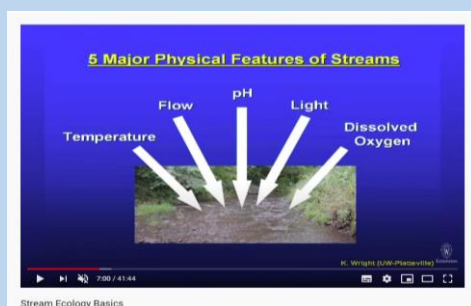 5 Major Physical Features of Streams
pH
Flow
Light
Temperature
Dissolved
Oxygen
K. Wright (UW-Platteville)
Extension
7:00 / 41:44
Stream Ecology Basics